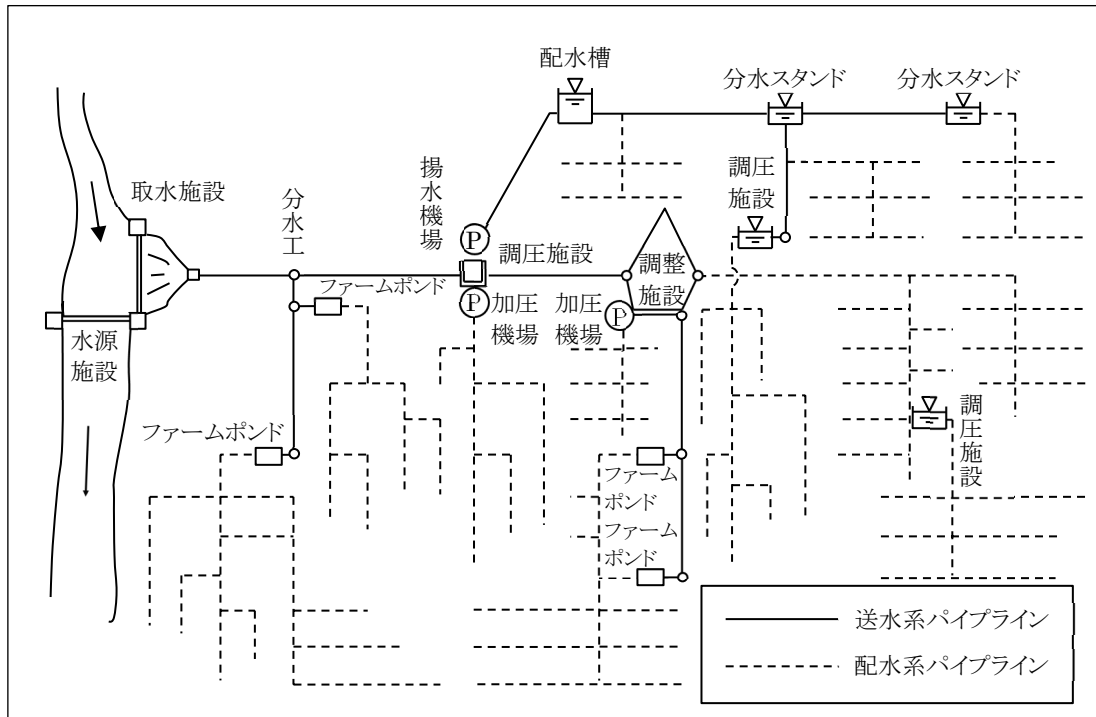 配水槽
分水スタンド
分水スタンド
取水施設
分水工
揚水機場
調圧
施設
調圧施設
調整
施設
ファームポンド
P
P
加圧
機場
加圧
機場
P
水源
施設
ファームポンド
調圧施設
ファーム
ポンド
ファーム
ポンド
送水系パイプライン
配水系パイプライン